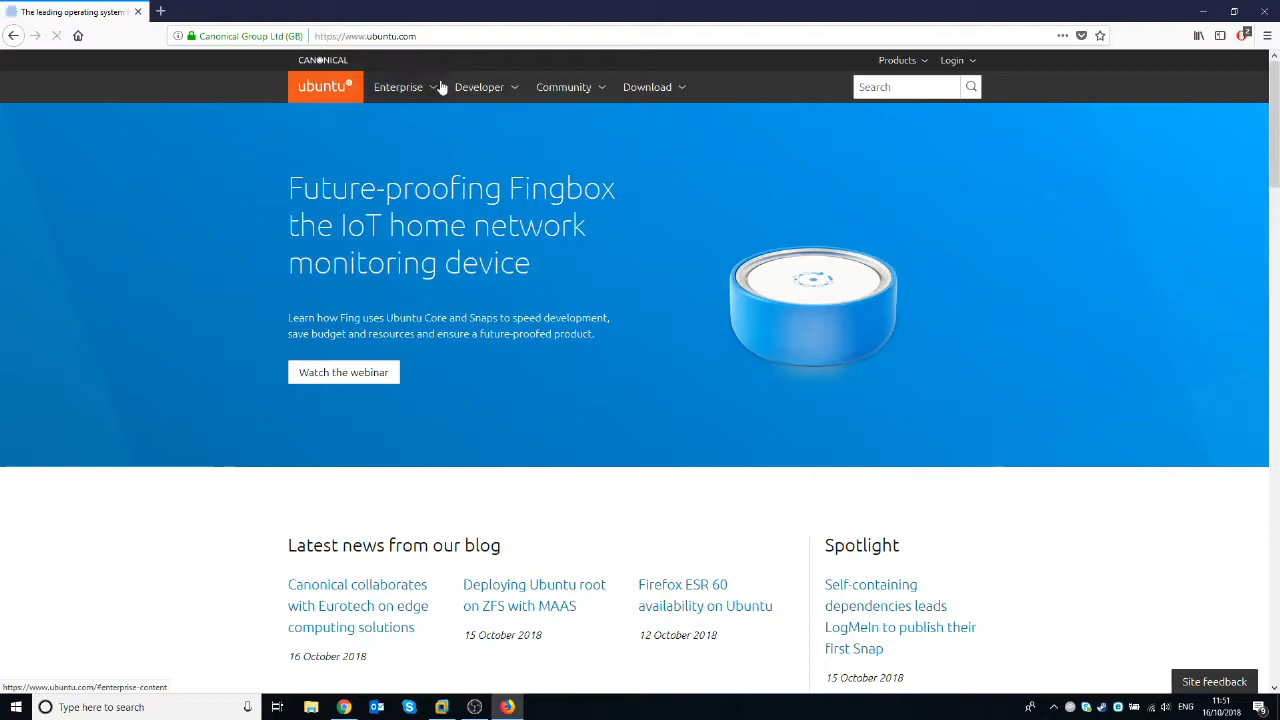 The leading operating system
Canonical Group Ltd (GB)
https://www.ubuntu.com
2
CANONICAL
Products
Login
ubuntu®
Enterprise
Developer
Community
Download
Search
Future-proofing Fingbox
the IoT home network
monitoring device
Learn how Fing uses Ubuntu Core and Snaps to speed development,
save budget and resources and ensure a future-proofed product.
Watch the webinar
Latest news from our blog
Spotlight
Canonical collaborates
with Eurotech on edge
computing solutions
16 October 2018
Deploying Ubuntu root
on ZFS with MAAS
15 October 2018
Firefox ESR 60
availability on Ubuntu
12 October 2018
Self-containing
dependencies leads
LogMeIn to publish their
first Snap
15 October 2018
Site feedback
https://www.ubuntu.com/#enterprise-content
Type here to search
ENG
11:51
16/10/2018